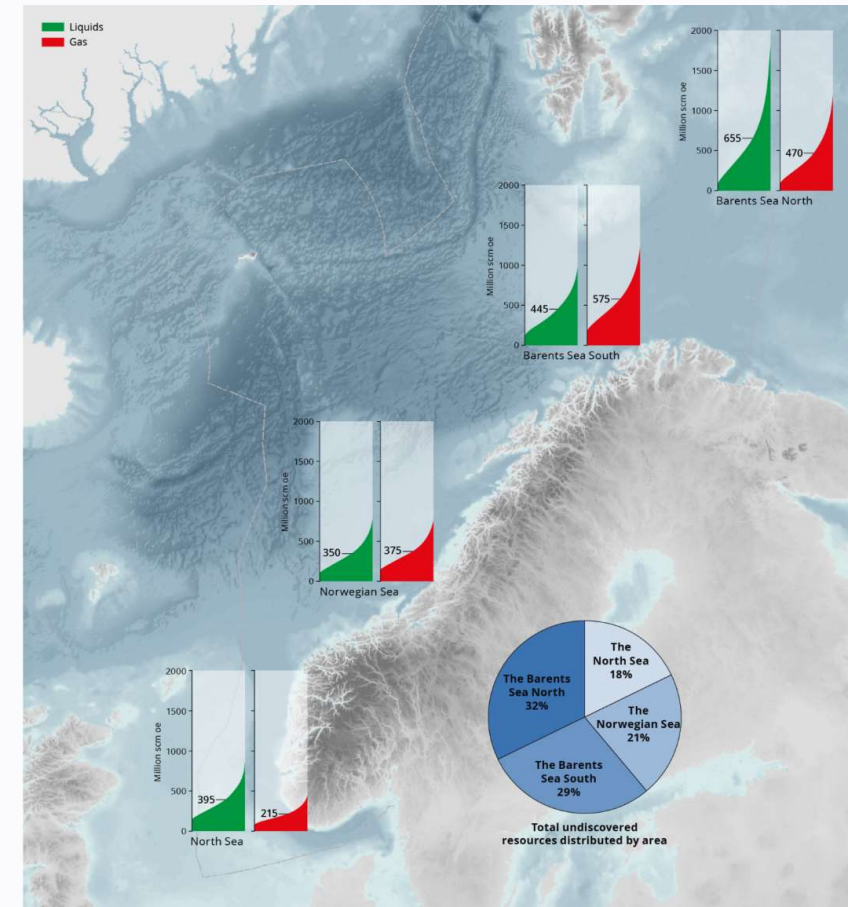 Liquids
Gas
2000
1500
1000
500
0
Million scm oe
655
470
Barents Sea North
2000
1500
1000
500
0
Million scm oe
445
575
Barents Sea South
2000
1500
1000
500
0
Million scm oe
350
375
Norwegian Sea
2000
1500
1000
500
0
Million scm oe
395
215
North Sea
The
North Sea
18%
The
Norwegian Sea
21%
The Barents
Sea South
29%
The Barents
Sea North
32%
Total undiscovered
resources distributed by area